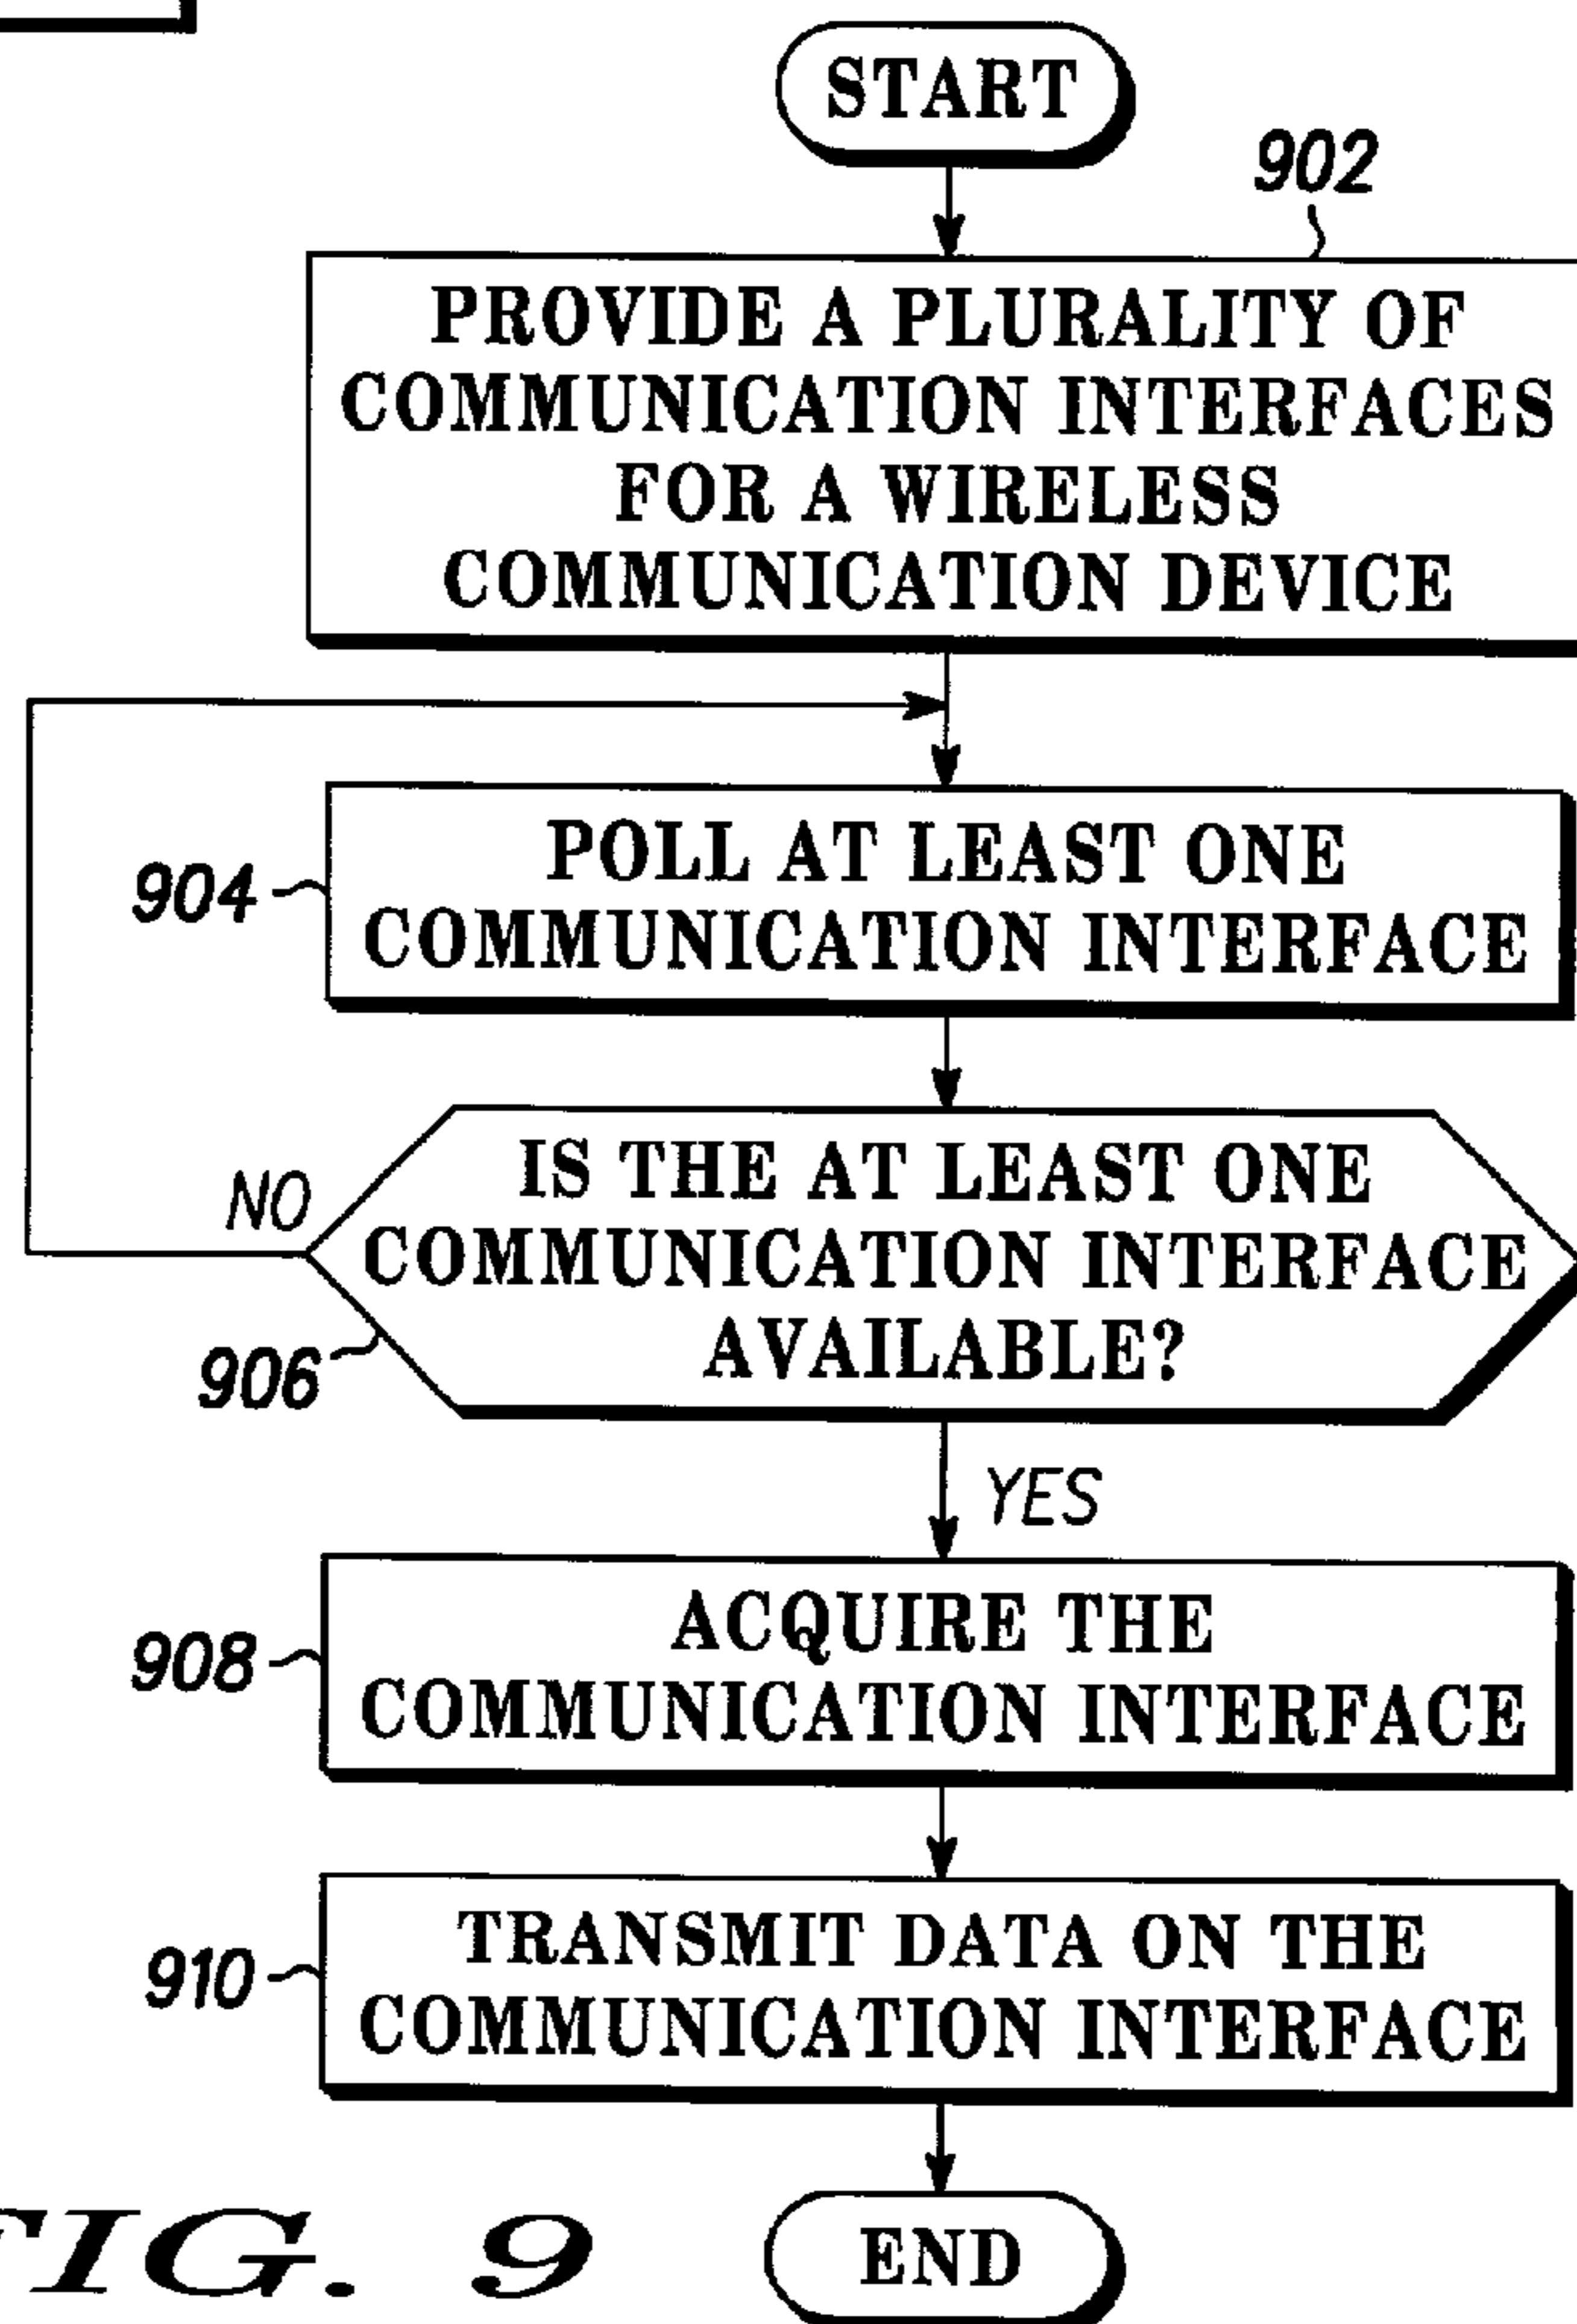 START
902
PROVIDE A PLURALITY OF
COMMUNICATION INTERFACES
FOR A WIRELESS
COMMUNICATION DEVICE
904
POLL AT LEAST ONE
COMMUNICATION INTERFACE
IS THE AT LEAST ONE
COMMUNICATION INTERFACE
AVAILABLE?
NO
906
YES
908
ACQUIRE THE
COMMUNICATION INTERFACE
910
TRANSMIT DATA ON THE
COMMUNICATION INTERFACE
END
FIG. 9